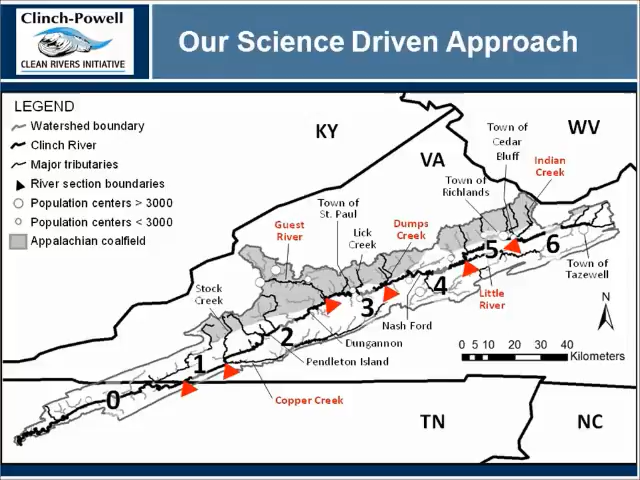 Clinch-Powell
CLEAN RIVERS INITIATIVE
Our Science Driven Approach
LEGEND
Watershed boundary
Clinch River
Major tributaries
River section boundaries
Population centers > 3000
Population centers < 3000
Appalachian coalfield
KY
VA
WV
Town of
Cedar
Bluff
Indian
Creek
Town of
Richlands
Town of
St. Paul
Guest
River
Lick
Creek
Dumps
Creek
Stock
Creek
0
1
2
3
4
5
6
Town of
Tazewell
Little
River
Nash Ford
Dungannon
Pendleton Island
Copper Creek
N
0 5 10 20 30 40
Kilometers
TN
NC